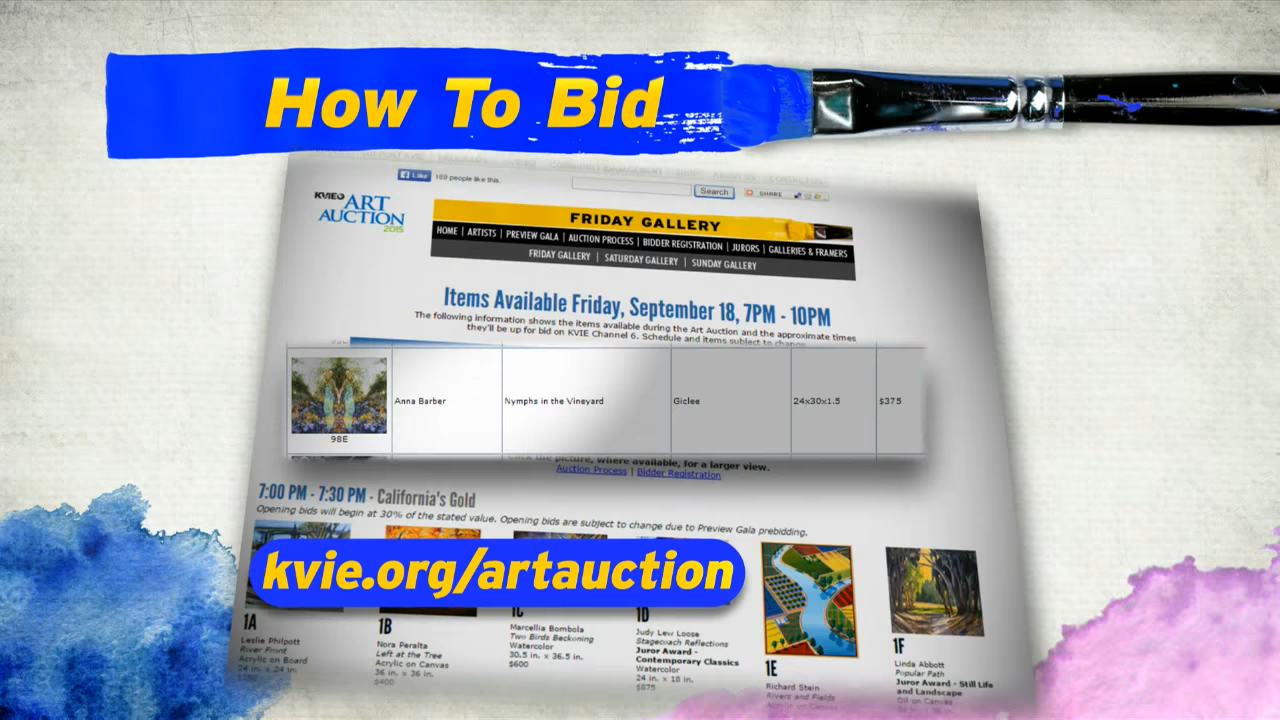 How To Bid
Like
169 people like this.
Search
SHARE
KVIE ART
AUCTION
2015
FRIDAY GALLERY
HOME | ARTISTS | PREVIEW GALA | AUCTION PROCESS | BIDDER REGISTRATION | JURORS | GALLERIES & FRAMERS
FRIDAY GALLERY | SATURDAY GALLERY | SUNDAY GALLERY
Items Available Friday, September 18, 7PM - 10PM
The following information shows the items available during the Art Auction and the approximate times
they'll be up for bid on KVIE Channel 6. Schedule and items subject to change.
Anna Barber
Nymphs in the Vineyard
Giclee
24x30x1.5
$375
98E
Click the picture, where available, for a larger view.
Auction Process | Bidder Registration
7:00 PM - 7:30 PM - California's Gold
Opening bids will begin at 30% of the stated value. Opening bids are subject to change due to Preview Gala prebidding.
kvie.org/artauction
1A
Leslie Philpott
River Front
Acrylic on Board
24 in. x 24 in.
1B
Nora Peralta
Left at the Tree
Acrylic on Canvas
36 in. x 36 in.
$400
1C
Marcellia Bombola
Two Birds Beckoning
Watercolor
30.5 in. x 36.5 in.
$600
1D
Judy Lew Loose
Stagecoach Reflections
Juror Award -
Contemporary Classics
Watercolor
24 in. x 18 in.
$875
1E
Richard Stein
Rivers and Fields
1F
Linda Abbott
Popular Path
Juror Award - Still Life
and Landscape
Oil on Canvas